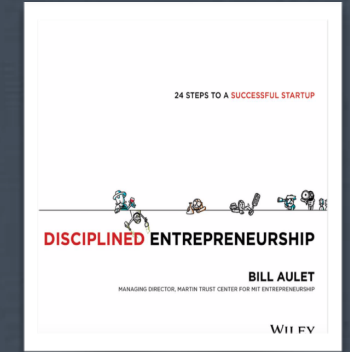 24 STEPS TO A SUCCESSFUL STARTUP
DISCIPLINED ENTREPRENEURSHIP
BILL AULET
MANAGING DIRECTOR, MARTIN TRUST CENTER FOR MIT ENTREPRENEURSHIP
WILEY